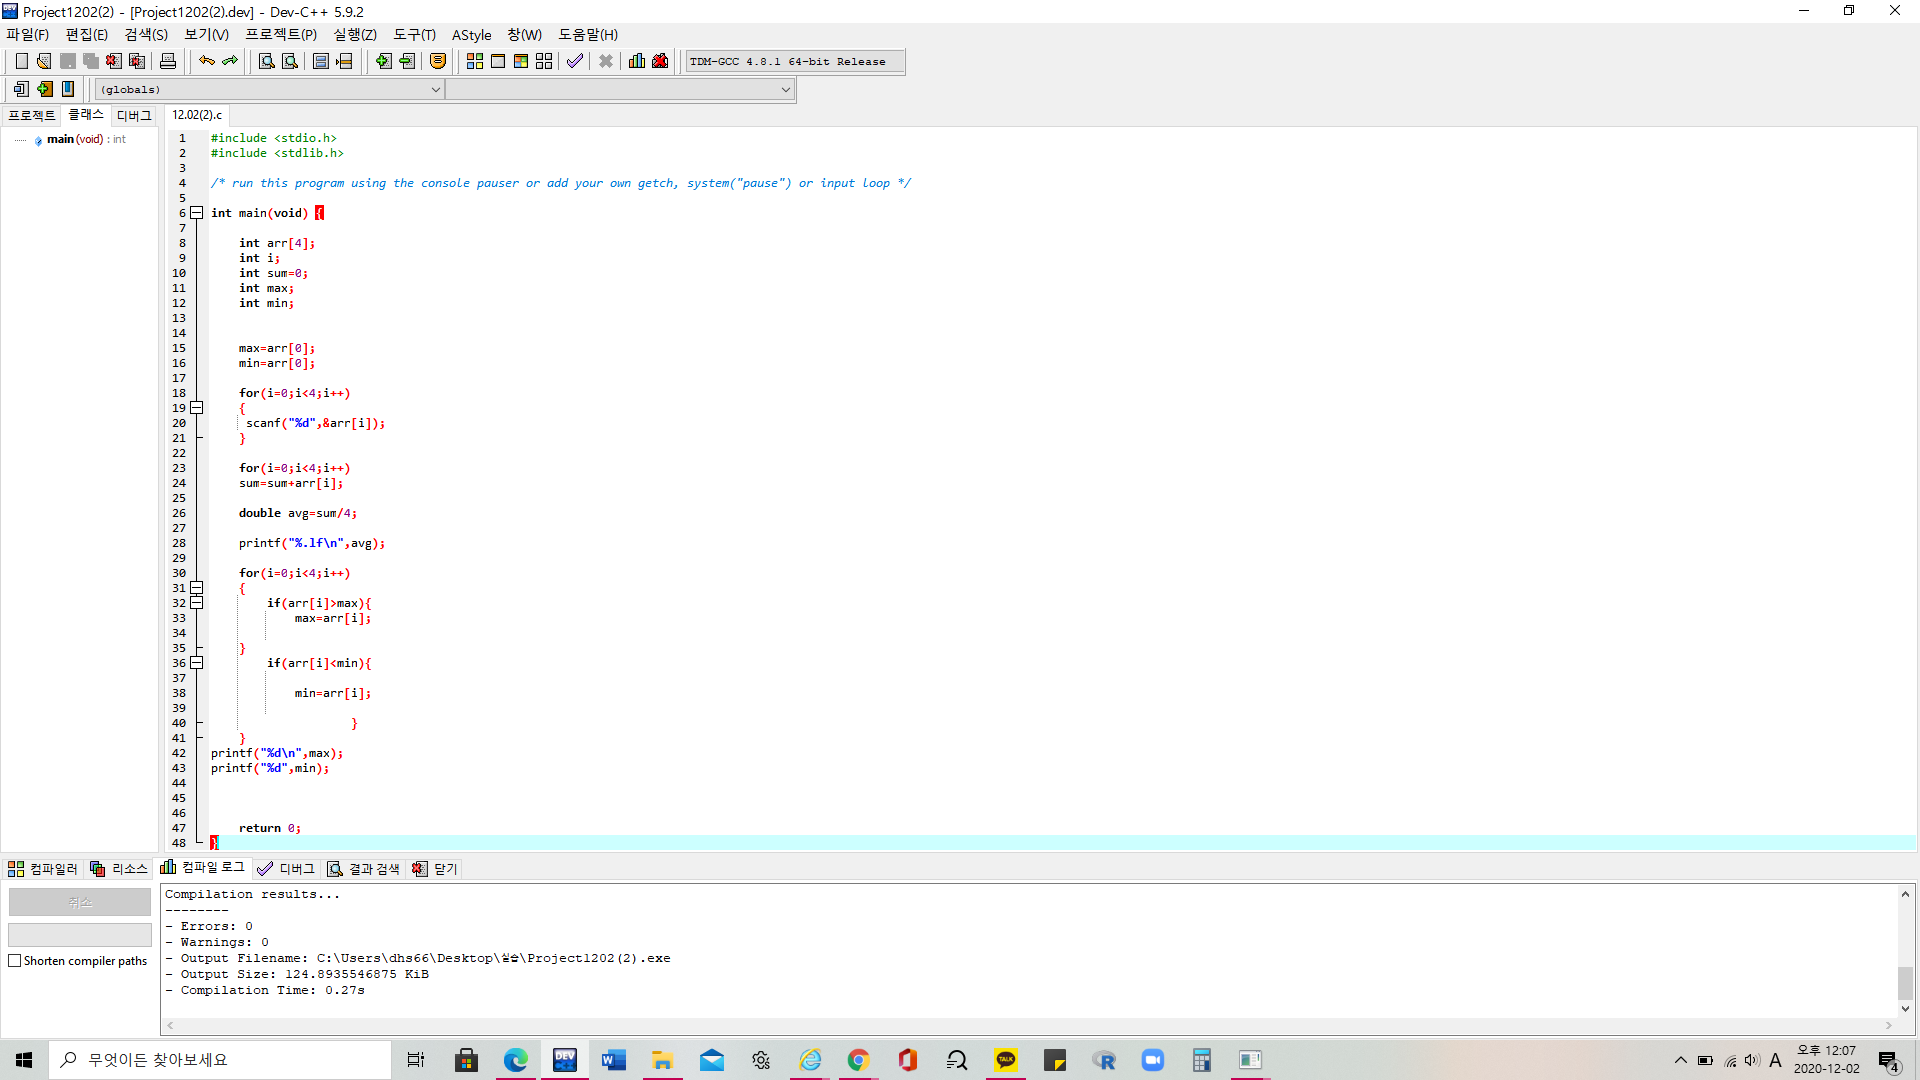 Project1202(2) - [Project1202(2).dev] - Dev-C++ 5.9.2
파일(F) 편집(E) 검색(S) 보기(V) 프로젝트(P) 실행(Z) 도구(T) AStyle 창(W) 도움말(H)
TDM-GCC 4.8.1 64-bit Release
(globals)
프로젝트 클래스 디버그 12.02(2).c
main (void) : int
1 #include <stdio.h>
2 #include <stdlib.h>
3
4 /* run this program using the console pauser or add your own getch, system("pause") or input loop */
5
6 int main(void) {
7
8 int arr[4];
9 int i;
10 int sum=0;
11 int max;
12 int min;
13
14
15 max=arr[0];
16 min=arr[0];
17
18 for(i=0;i<4;i++)
19 {
20 scanf("%d",&arr[i]);
21 }
22
23 for(i=0;i<4;i++)
24 sum=sum+arr[i];
25
26 double avg=sum/4;
27
28 printf("%.lf\n",avg);
29
30 for(i=0;i<4;i++)
31 {
32 if(arr[i]>max){
33 max=arr[i];
34
35 }
36 if(arr[i]<min){
37
38 min=arr[i];
39
40 }
41 }
42 printf("%d\n",max);
43 printf("%d",min);
44
45
46
47 return 0;
48 }
컴파일러 리소스 컴파일 로그 디버그 결과 검색 닫기
취소
Shorten compiler paths
Compilation results...
--------
- Errors: 0
- Warnings: 0
- Output Filename: C:\Users\dhs66\Desktop\실습\Project1202(2).exe
- Output Size: 124.8935546875 KiB
- Compilation Time: 0.27s
무엇이든 찾아보세요
DEV
TALK
A
오후 12:07
2020-12-02
4